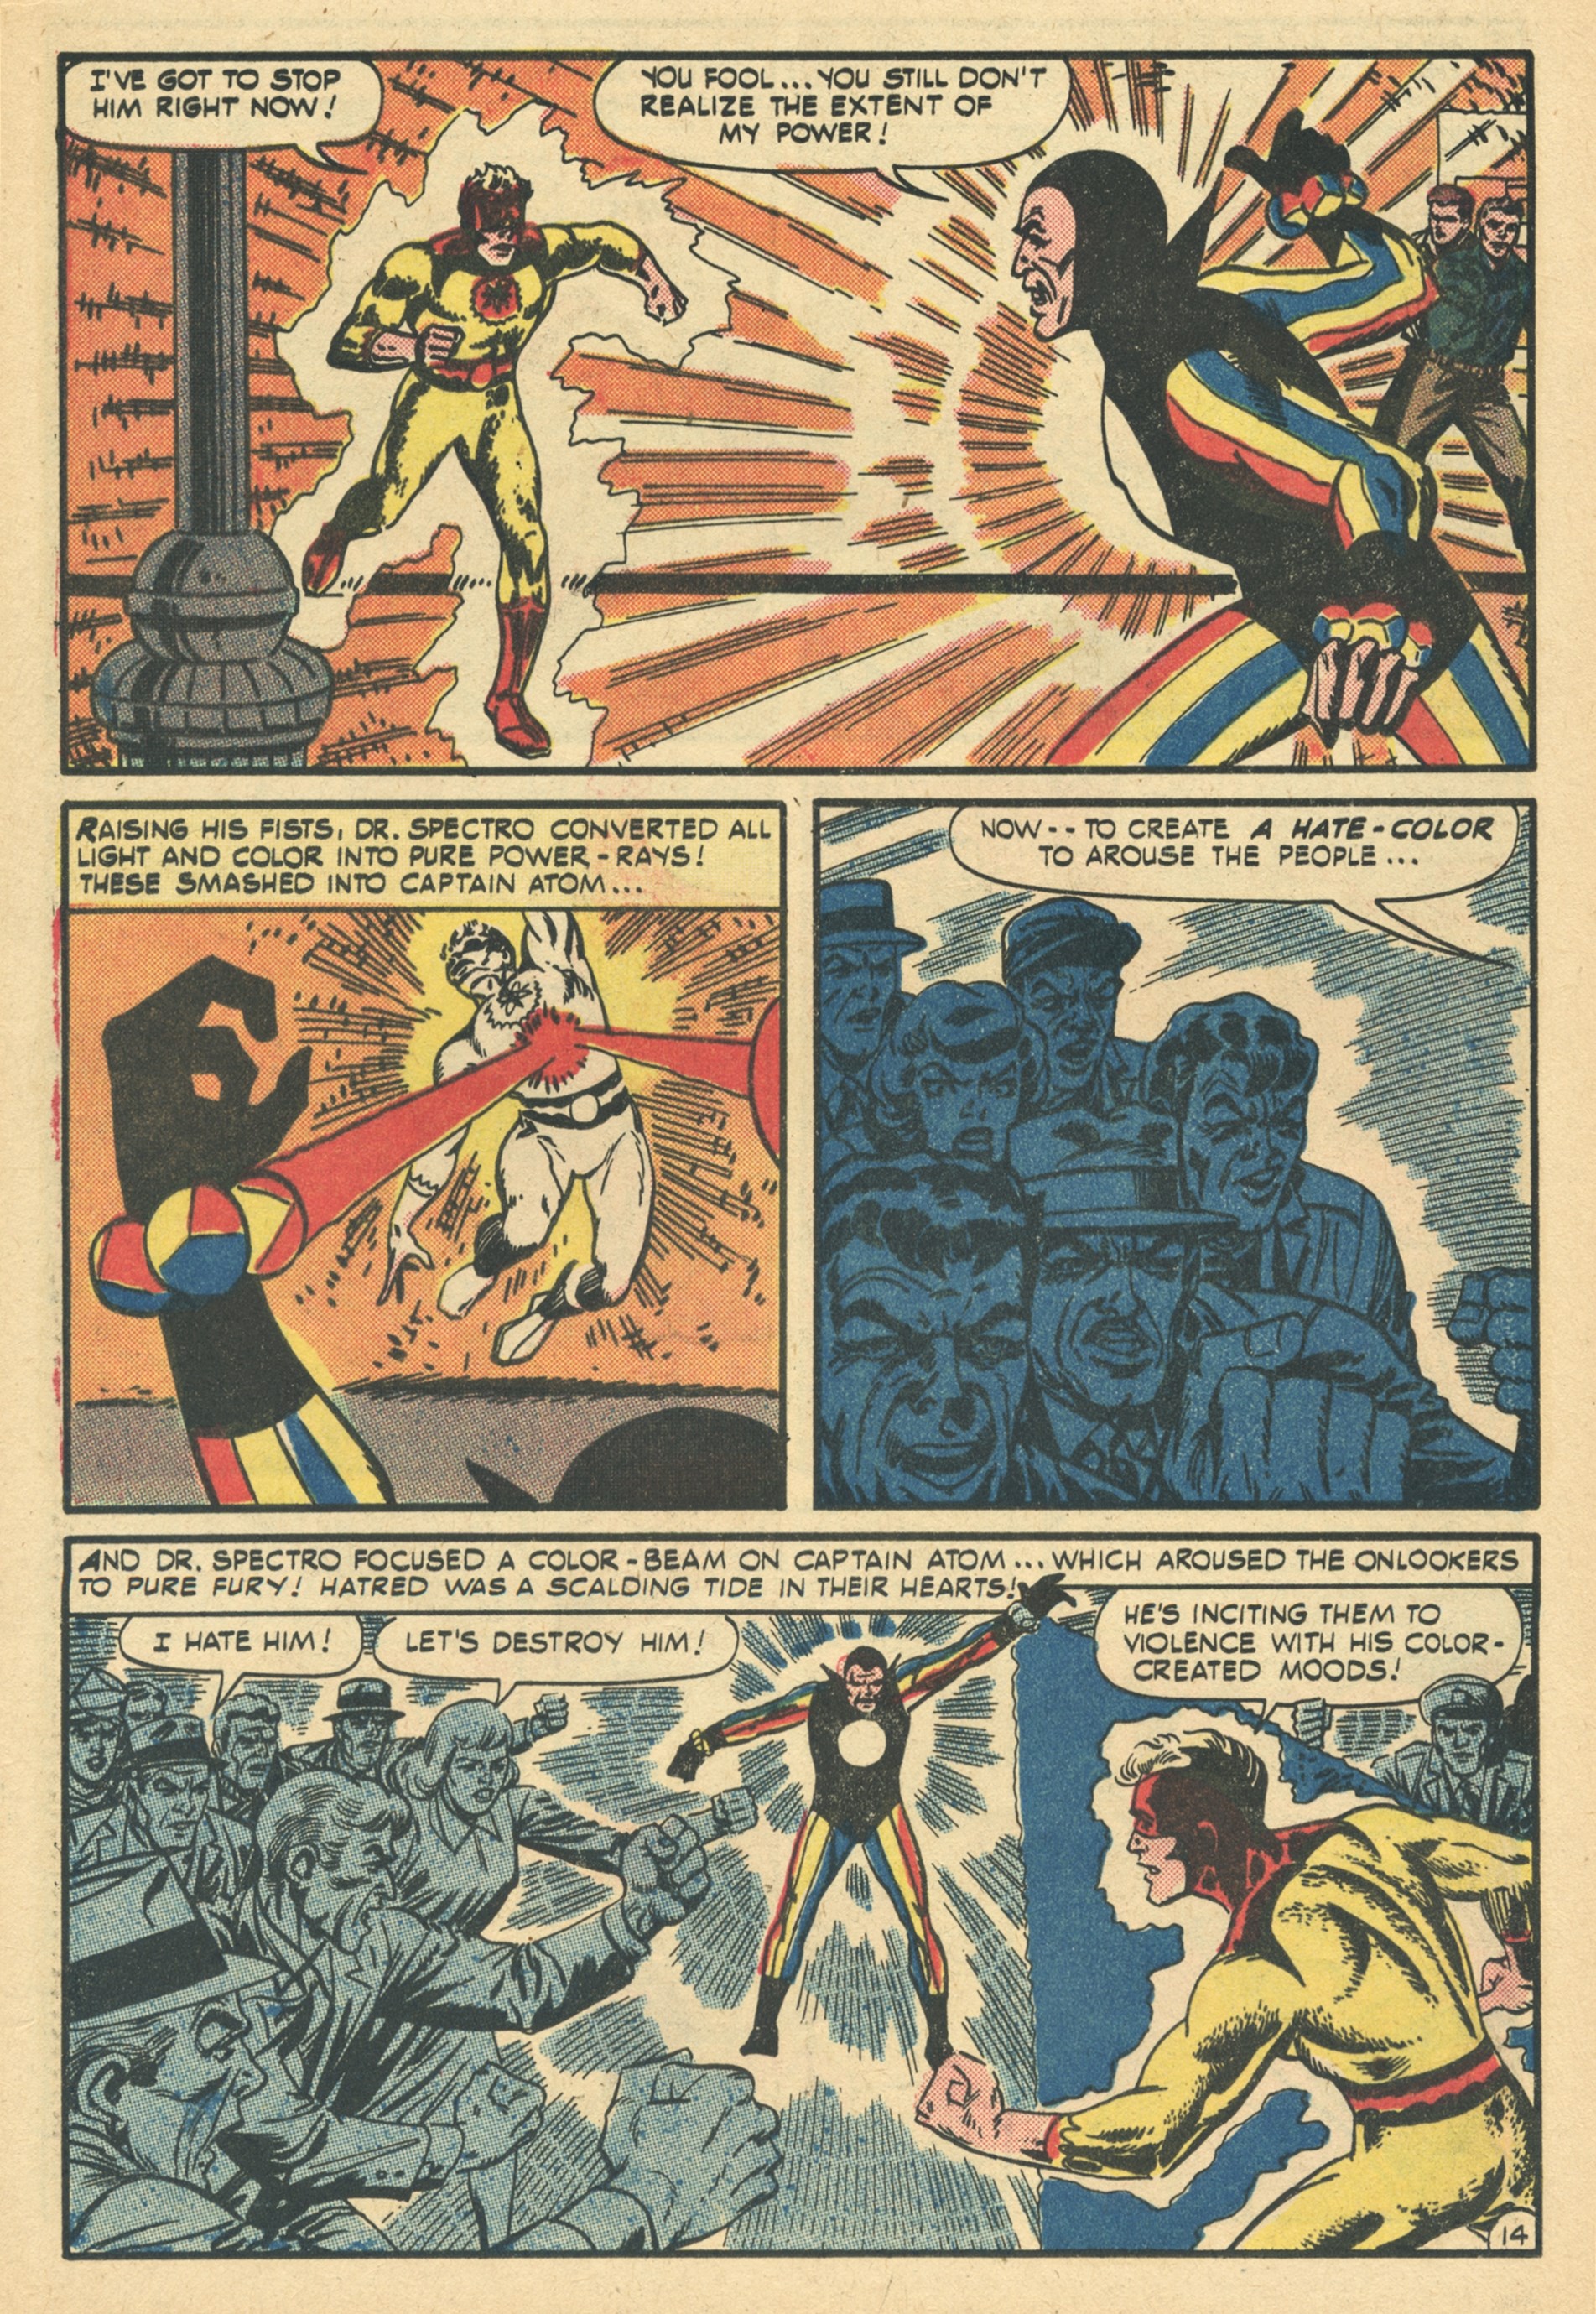 I'VE GOT TO STOP
HIM RIGHT NOW!
YOU FOOL...YOU STILL DON'T
REALIZE THE EXTENT OF
MY POWER!
RAISING HIS FISTS, DR. SPECTRO CONVERTED ALL
LIGHT AND COLOR INTO PURE POWER-RAYS!
THESE SMASHED INTO CAPTAIN ATOM...
NOW--TO CREATE A HATE-COLOR
TO AROUSE THE PEOPLE...
AND DR. SPECTRO FOCUSED A COLOR-BEAM ON CAPTAIN ATOM...WHICH AROUSED THE ONLOOKERS
TO PURE FURY! HATRED WAS A SCALDING TIDE IN THEIR HEARTS!
I HATE HIM!
LET'S DESTROY HIM!
HE'S INCITING THEM TO
VIOLENCE WITH HIS COLOR-
CREATED MOODS!
14